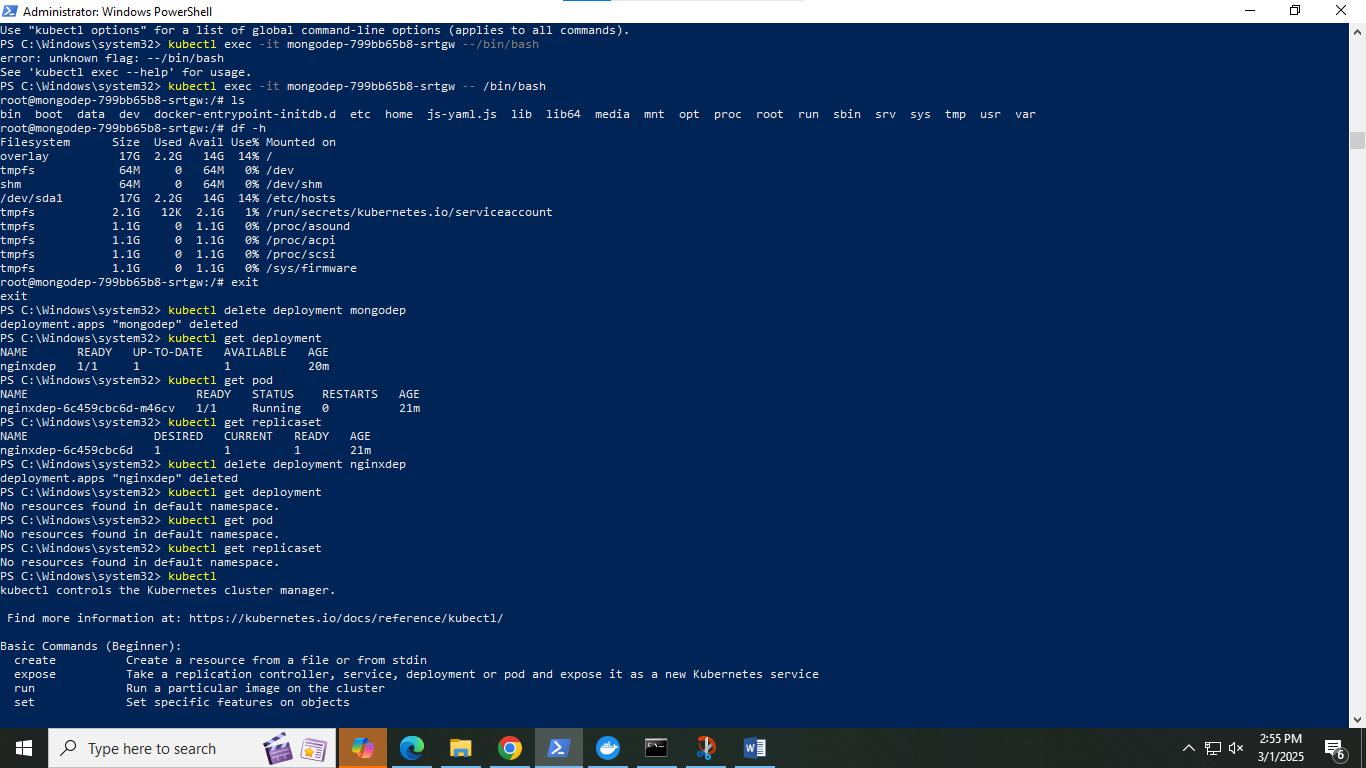 Administrator: Windows PowerShell
Use "kubectl options" for a list of global command-line options (applies to all commands).
PS C:\Windows\system32> kubectl exec -it mongodep-799bb65b8-srtgw --/bin/bash
error: unknown flag: --/bin/bash
See 'kubectl exec --help' for usage.
PS C:\Windows\system32> kubectl exec -it mongodep-799bb65b8-srtgw -- /bin/bash
root@mongodep-799bb65b8-srtgw:/# ls
bin  boot  data  dev  docker-entrypoint-initdb.d  etc  home  js-yaml.js  lib  lib64  media  mnt  opt  proc  root  run  sbin  srv  sys  tmp  usr  var
root@mongodep-799bb65b8-srtgw:/# df -h
Filesystem      Size  Used Avail Use% Mounted on
overlay          17G  2.2G   14G  14% /
tmpfs            64M     0   64M   0% /dev
shm              64M     0   64M   0% /dev/shm
/dev/sda1        17G  2.2G   14G  14% /etc/hosts
tmpfs           2.1G   12K  2.1G   1% /run/secrets/kubernetes.io/serviceaccount
tmpfs           1.1G     0  1.1G   0% /proc/asound
tmpfs           1.1G     0  1.1G   0% /proc/acpi
tmpfs           1.1G     0  1.1G   0% /proc/scsi
tmpfs           1.1G     0  1.1G   0% /sys/firmware
root@mongodep-799bb65b8-srtgw:/# exit
exit
PS C:\Windows\system32> kubectl delete deployment mongodep
deployment.apps "mongodep" deleted
PS C:\Windows\system32> kubectl get deployment
NAME       READY   UP-TO-DATE   AVAILABLE   AGE
nginxdep   1/1     1            1           20m
PS C:\Windows\system32> kubectl get pod
NAME                        READY   STATUS    RESTARTS   AGE
nginxdep-6c459cbc6d-m46cv   1/1     Running   0          21m
PS C:\Windows\system32> kubectl get replicaset
NAME                  DESIRED   CURRENT   READY   AGE
nginxdep-6c459cbc6d   1         1         1       21m
PS C:\Windows\system32> kubectl delete deployment nginxdep
deployment.apps "nginxdep" deleted
PS C:\Windows\system32> kubectl get deployment
No resources found in default namespace.
PS C:\Windows\system32> kubectl get pod
No resources found in default namespace.
PS C:\Windows\system32> kubectl get replicaset
No resources found in default namespace.
PS C:\Windows\system32> kubectl
kubectl controls the Kubernetes cluster manager.
Find more information at: https://kubernetes.io/docs/reference/kubectl/
Basic Commands (Beginner):
  create          Create a resource from a file or from stdin
  expose          Take a replication controller, service, deployment or pod and expose it as a new Kubernetes service
  run             Run a particular image on the cluster
  set             Set specific features on objects
Type here to search
2:55 PM
3/1/2025
6